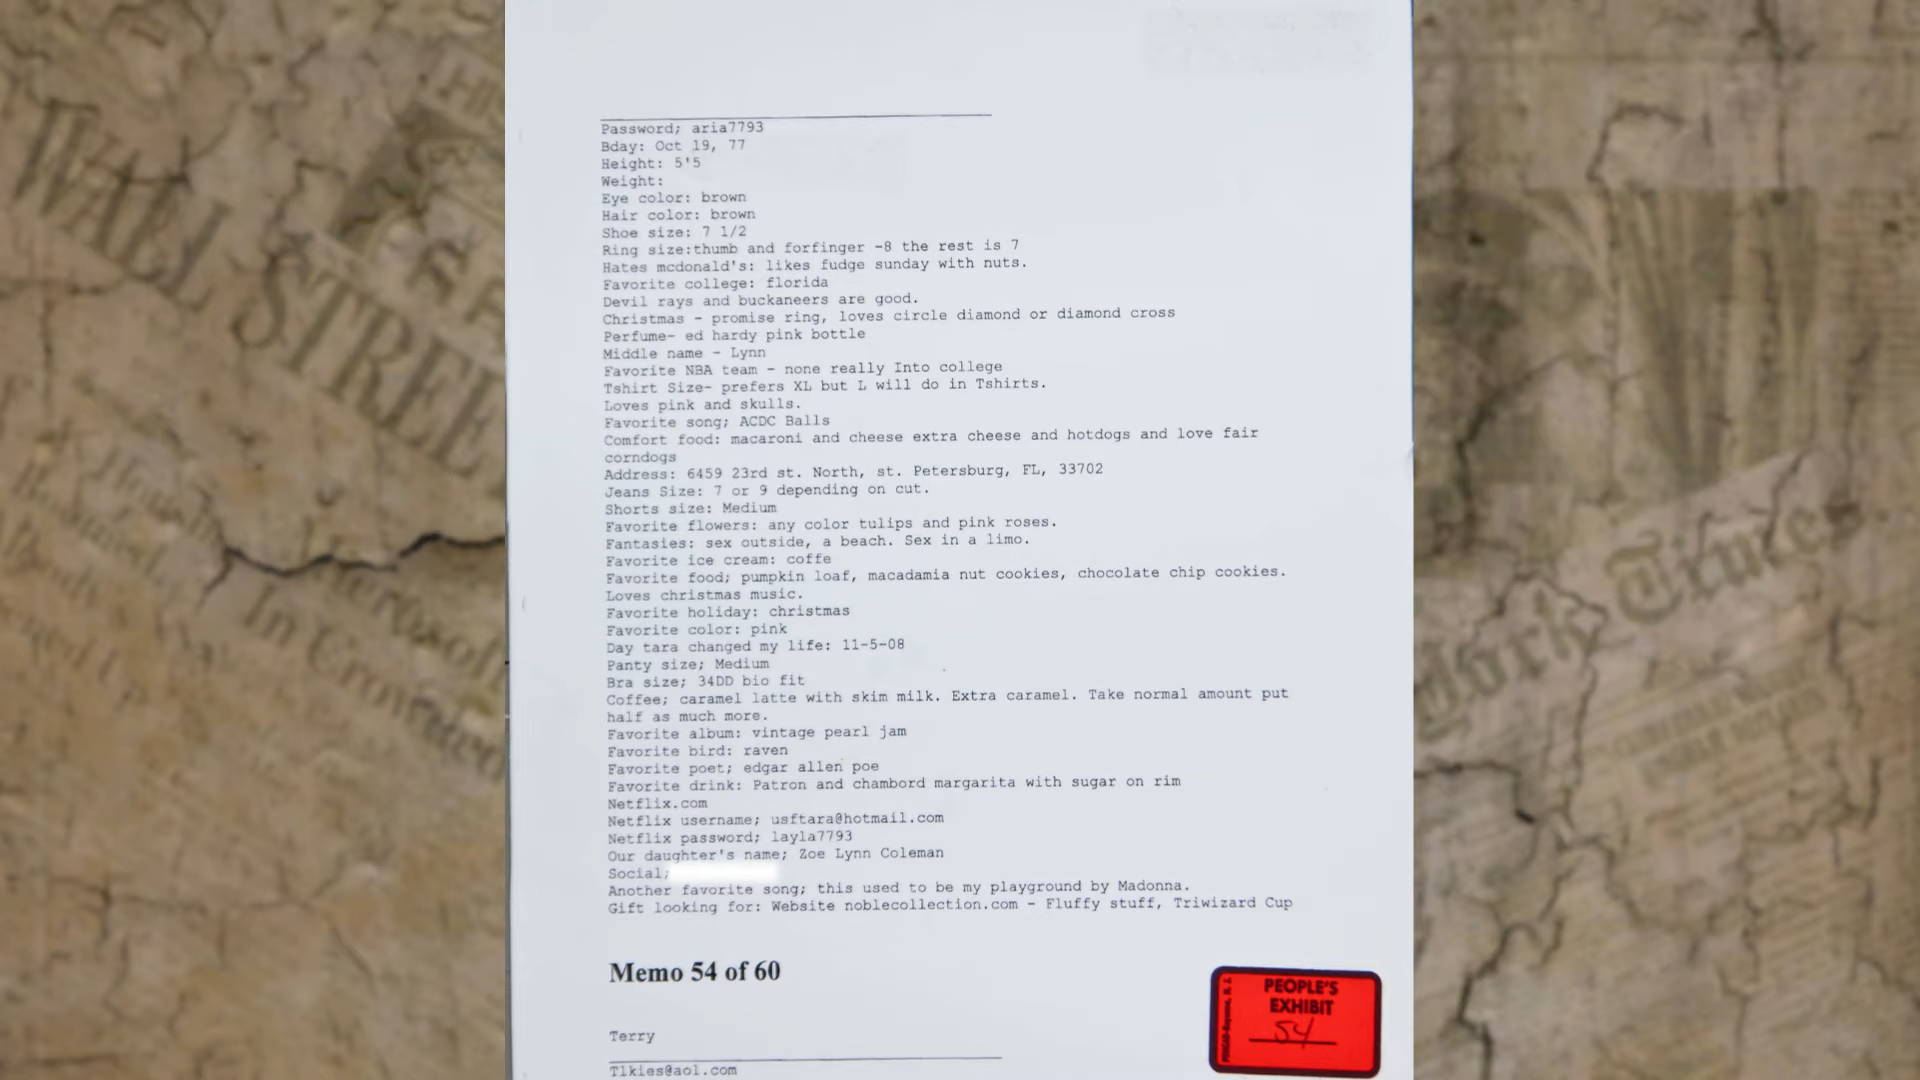 WALL
STREE
In
York Times
Password; aria7793
Bday: Oct 19, 77
Height: 5'5
Weight:
Eye color: brown
Hair color: brown
Shoe size: 7 1/2
Ring size:thumb and forfinger -8 the rest is 7
Hates mcdonald's: likes fudge sunday with nuts.
Favorite college: florida
Devil rays and buckaneers are good.
Christmas - promise ring, loves circle diamond or diamond cross
Perfume- ed hardy pink bottle
Middle name - Lynn
Favorite NBA team - none really Into college
Tshirt Size- prefers XL but L will do in Tshirts.
Loves pink and skulls.
Favorite song; ACDC Balls
Comfort food: macaroni and cheese extra cheese and hotdogs and love fair
corndogs
Address: 6459 23rd st. North, st. Petersburg, FL, 33702
Jeans Size: 7 or 9 depending on cut.
Shorts size: Medium
Favorite flowers: any color tulips and pink roses.
Fantasies: sex outside, a beach. Sex in a limo.
Favorite ice cream: coffe
Favorite food; pumpkin loaf, macadamia nut cookies, chocolate chip cookies.
Loves christmas music.
Favorite holiday: christmas
Favorite color: pink
Day tara changed my life: 11-5-08
Panty size; Medium
Bra size; 34DD bio fit
Coffee; caramel latte with skim milk. Extra caramel. Take normal amount put
half as much more.
Favorite album: vintage pearl jam
Favorite bird: raven
Favorite poet; edgar allen poe
Favorite drink: Patron and chambord margarita with sugar on rim
Netflix.com
Netflix username; usftara@hotmail.com
Netflix password; layla7793
Our daughter's name; Zoe Lynn Coleman
Social;
Another favorite song; this used to be my playground by Madonna.
Gift looking for: Website noblecollection.com - Fluffy stuff, Triwizard Cup
Memo 54 of 60
PEOPLE'S
EXHIBIT
54
Terry
Tlkies@aol.com